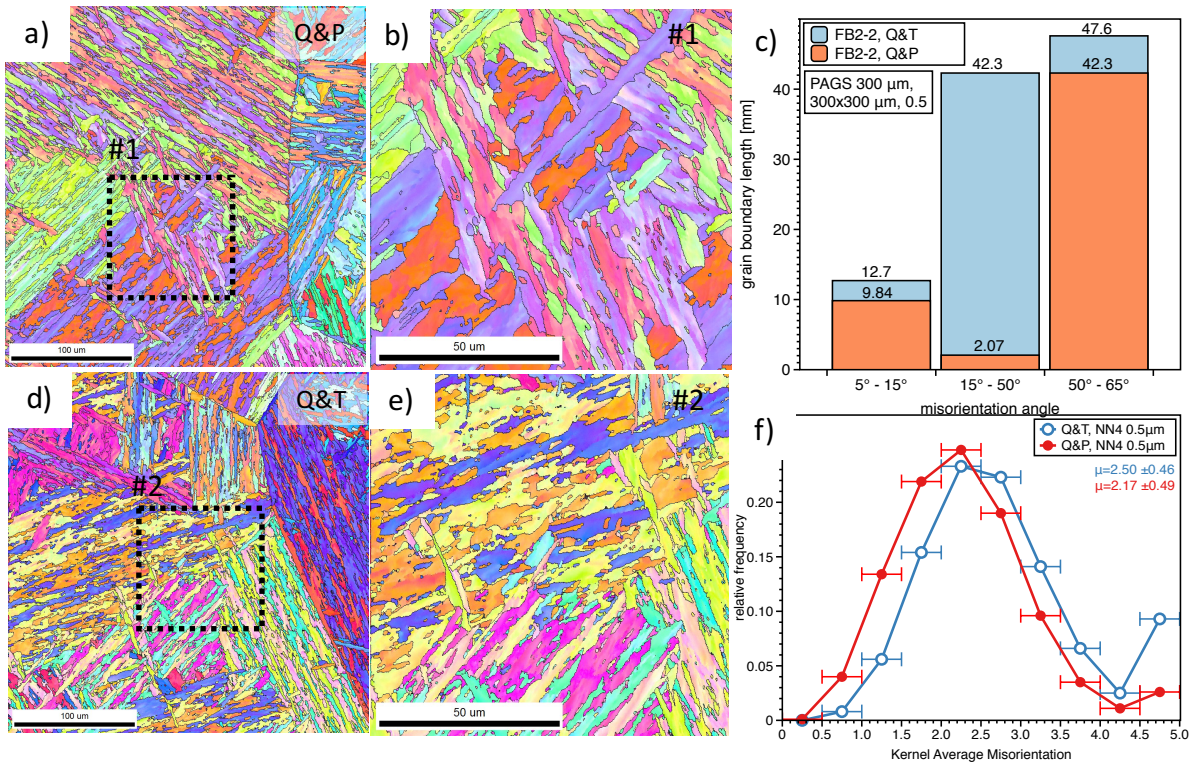 a)
Q&P
#1
100 um
b)
#1
50 um
c)
FB2-2, Q&T
FB2-2, Q&P
PAGS 300 µm,
300x300 µm, 0.5
grain boundary length [mm]
40
30
20
10
0
12.7
9.84
42.3
2.07
47.6
42.3
5° - 15°
15° - 50°
50° - 65°
misorientation angle
d)
Q&T
#2
100 um
e)
#2
50 um
f)
Q&T, NN4 0.5µm
Q&P, NN4 0.5µm
µ=2.50 ±0.46
µ=2.17 ±0.49
relative frequency
0.20
0.15
0.10
0.05
0
0 0.5 1.0 1.5 2.0 2.5 3.0 3.5 4.0 4.5 5.0
Kernel Average Misorientation